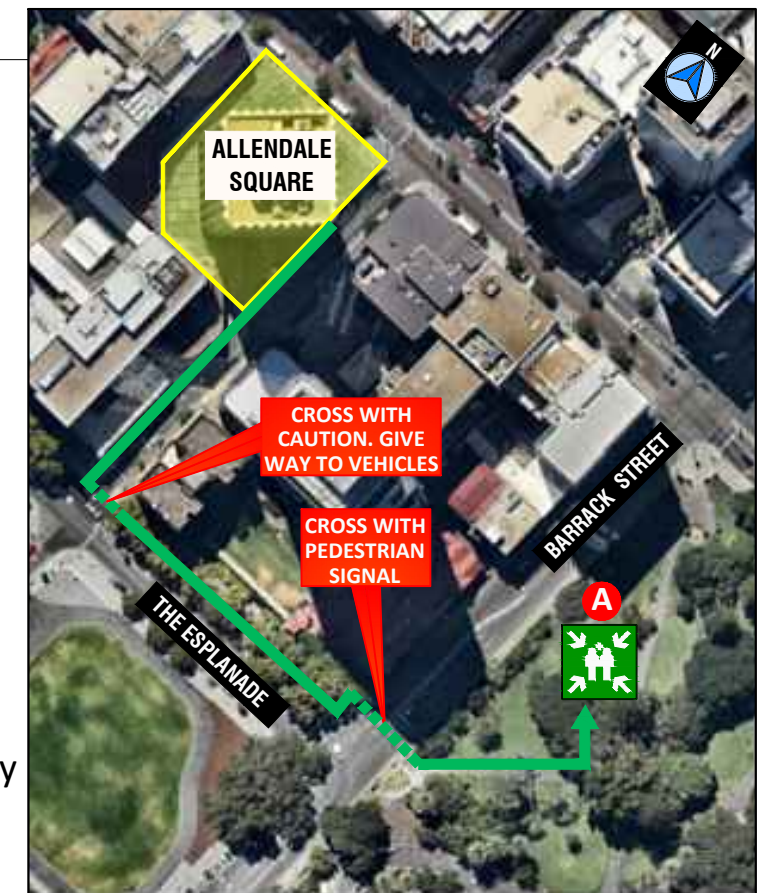 N
ALLENDALE
SQUARE
CROSS WITH
CAUTION. GIVE
WAY TO VEHICLES
CROSS WITH
PEDESTRIAN
SIGNAL
BARRACK STREET
A
THE ESPLANADE
y